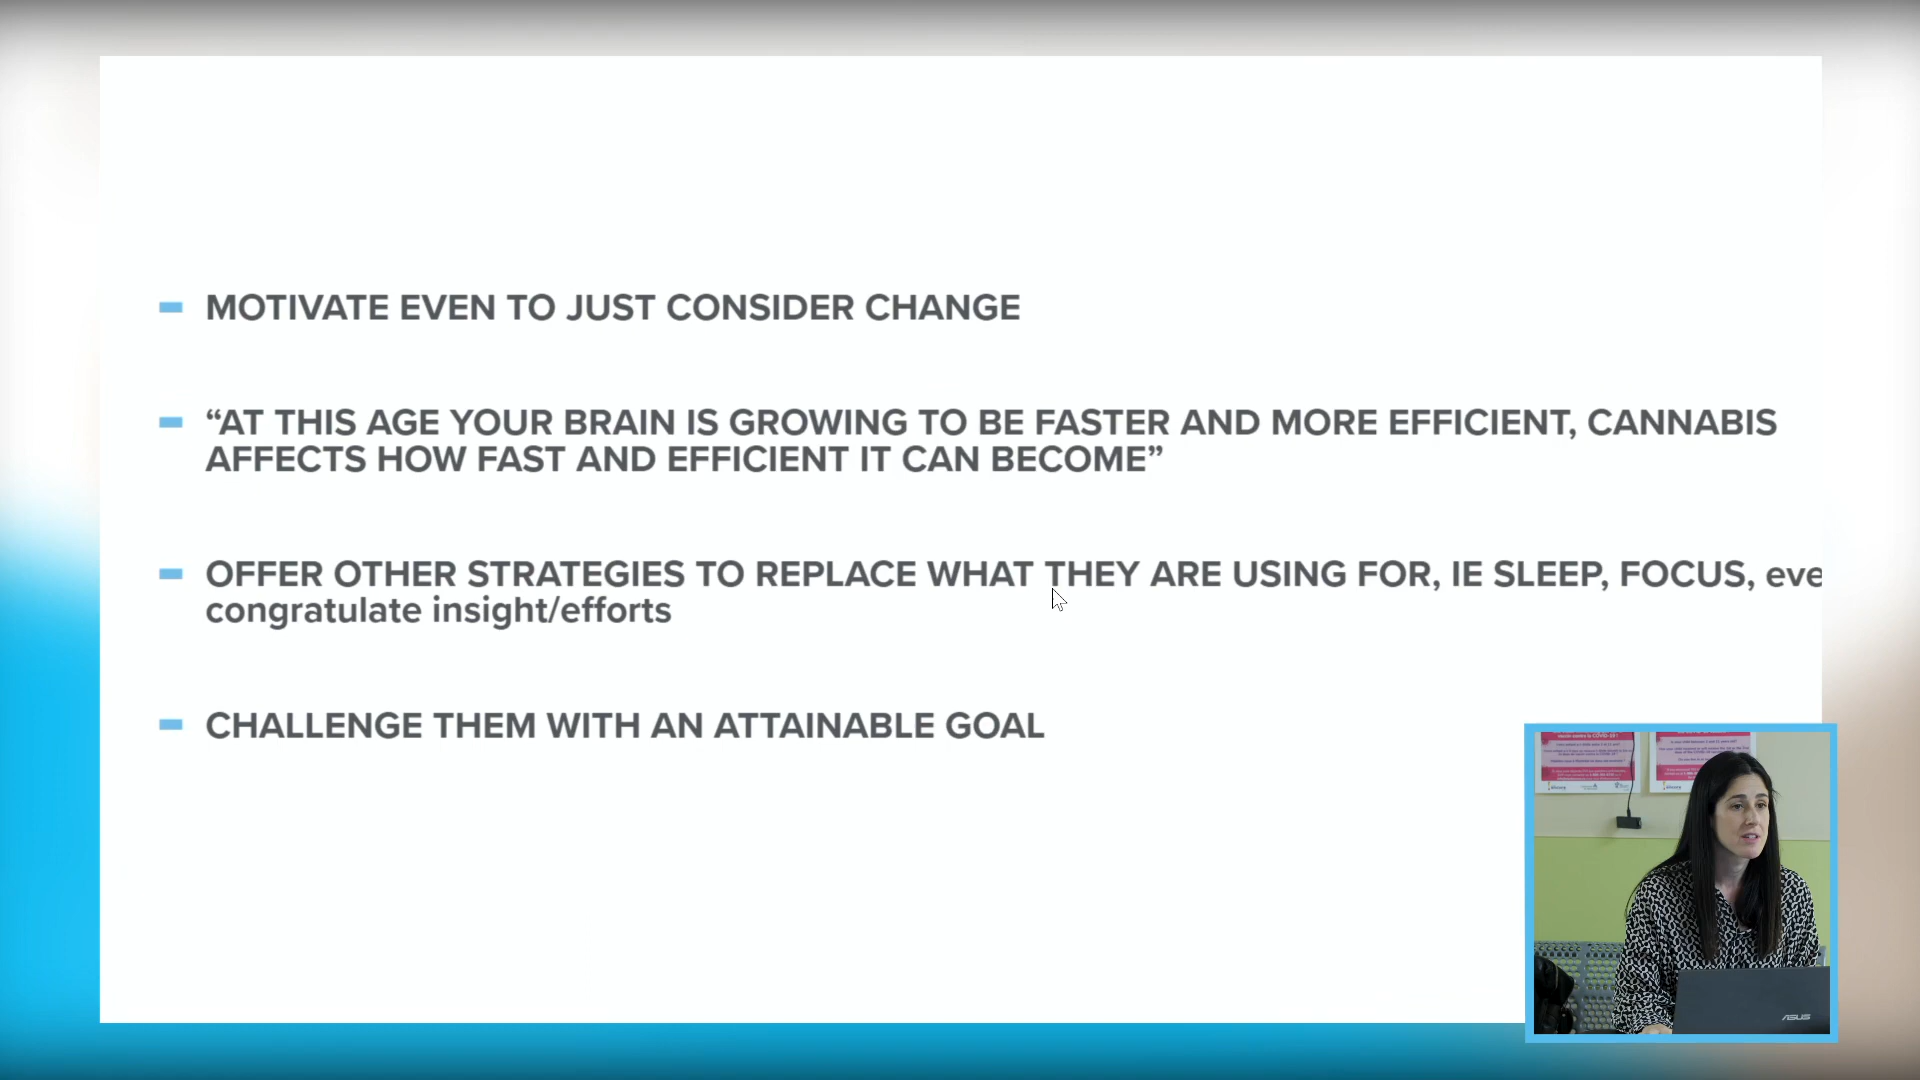 MOTIVATE EVEN TO JUST CONSIDER CHANGE
“AT THIS AGE YOUR BRAIN IS GROWING TO BE FASTER AND MORE EFFICIENT, CANNABIS
AFFECTS HOW FAST AND EFFICIENT IT CAN BECOME”
OFFER OTHER STRATEGIES TO REPLACE WHAT THEY ARE USING FOR, IE SLEEP, FOCUS, eve
congratulate insight/efforts
CHALLENGE THEM WITH AN ATTAINABLE GOAL
ASUS